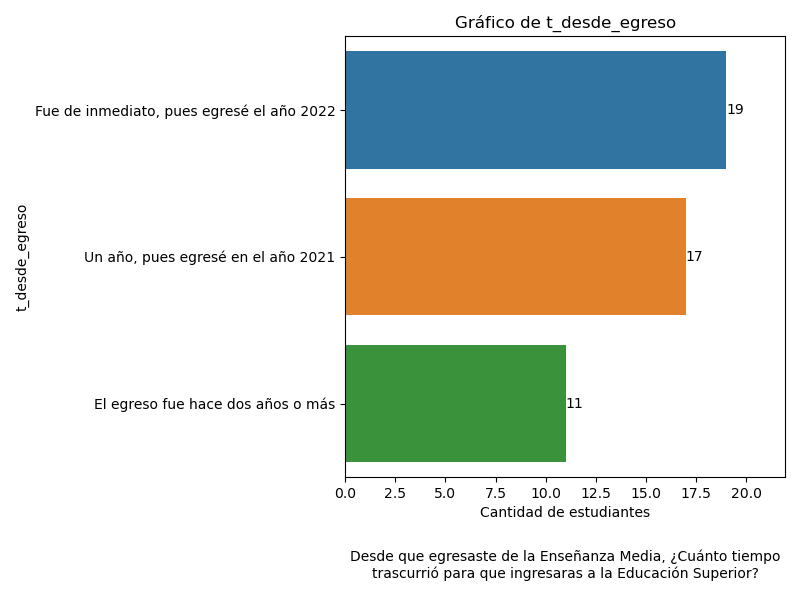 Gráfico de t_desde_egreso
Fue de inmediato, pues egresé el año 2022
19
Un año, pues egresé en el año 2021
17
El egreso fue hace dos años o más
11
t_desde_egreso
0.0 2.5 5.0 7.5 10.0 12.5 15.0 17.5 20.0
Cantidad de estudiantes
Desde que egresaste de la Enseñanza Media, ¿Cuánto tiempo
trascurrió para que ingresaras a la Educación Superior?